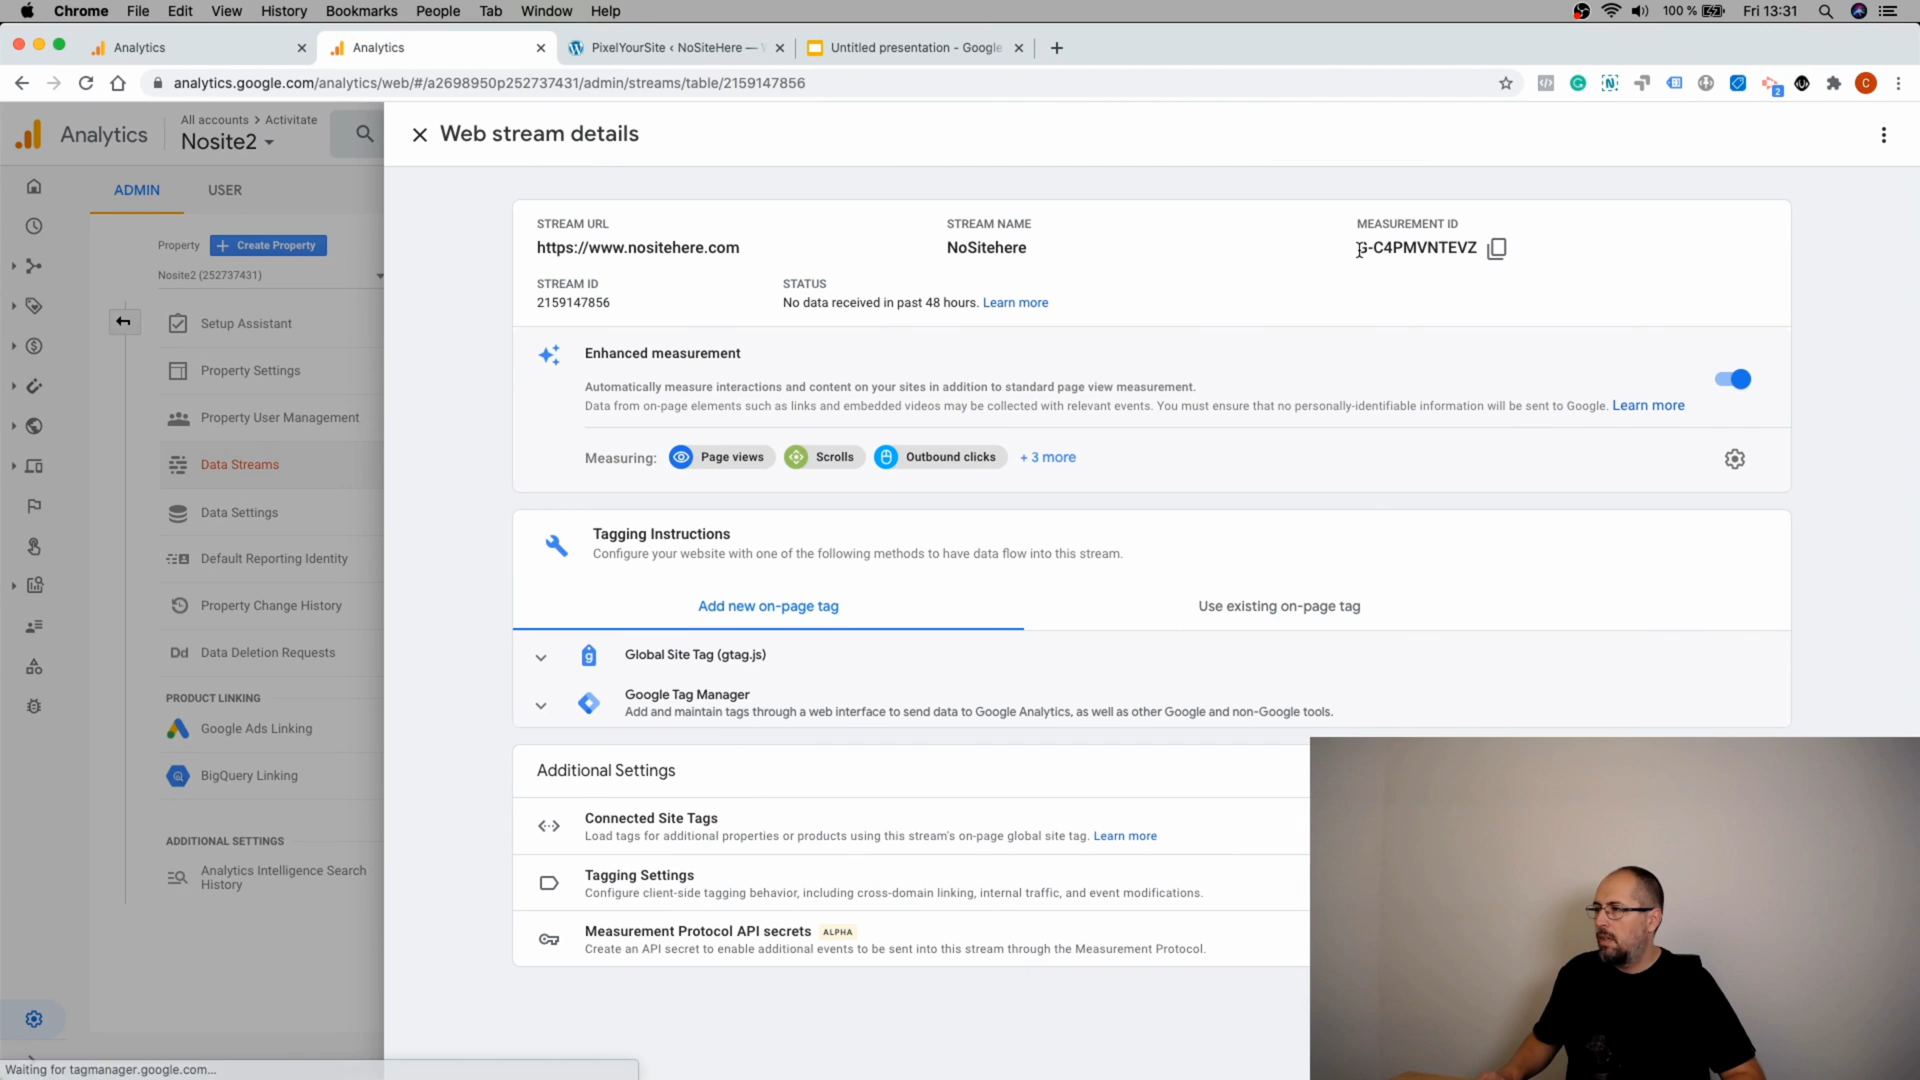 Chrome File Edit View History Bookmarks People Tab Window Help 100 % Fri 13:31
Analytics
Analytics
PixelYourSite ‹ NoSiteHere —
Untitled presentation - Google
analytics.google.com/analytics/web/#/a2698950p252737431/admin/streams/table/2159147856
C
2
Analytics
All accounts > Activitate
Nosite2
Web stream details
ADMIN
USER
Property
+ Create Property
Nosite2 (252737431)
Setup Assistant
Property Settings
Property User Management
Data Streams
Data Settings
Default Reporting Identity
Property Change History
Dd Data Deletion Requests
PRODUCT LINKING
Google Ads Linking
BigQuery Linking
ADDITIONAL SETTINGS
Analytics Intelligence Search
History
STREAM URL
https://www.nositehere.com
STREAM NAME
NoSitehere
MEASUREMENT ID
G-C4PMVNTEVZ
STREAM ID
2159147856
STATUS
No data received in past 48 hours. Learn more
Enhanced measurement
Automatically measure interactions and content on your sites in addition to standard page view measurement.
Data from on-page elements such as links and embedded videos may be collected with relevant events. You must ensure that no personally-identifiable information will be sent to Google. Learn more
Measuring: Page views Scrolls Outbound clicks + 3 more
Tagging Instructions
Configure your website with one of the following methods to have data flow into this stream.
Add new on-page tag
Use existing on-page tag
g
Global Site Tag (gtag.js)
Google Tag Manager
Add and maintain tags through a web interface to send data to Google Analytics, as well as other Google and non-Google tools.
Additional Settings
Connected Site Tags
Load tags for additional properties or products using this stream's on-page global site tag. Learn more
Tagging Settings
Configure client-side tagging behavior, including cross-domain linking, internal traffic, and event modifications.
Measurement Protocol API secrets ALPHA
Create an API secret to enable additional events to be sent into this stream through the Measurement Protocol.
Waiting for tagmanager.google.com...